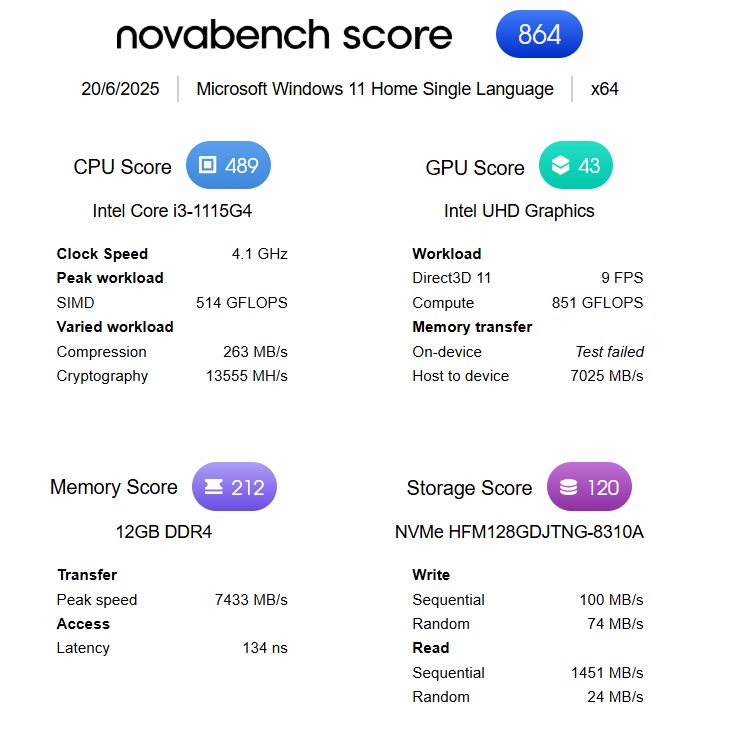 novabench score 864
20/6/2025 Microsoft Windows 11 Home Single Language x64
CPU Score 489
Intel Core i3-1115G4
Clock Speed 4.1 GHz
Peak workload
SIMD 514 GFLOPS
Varied workload
Compression 263 MB/s
Cryptography 13555 MH/s
GPU Score 43
Intel UHD Graphics
Workload
Direct3D 11 9 FPS
Compute 851 GFLOPS
Memory transfer
On-device Test failed
Host to device 7025 MB/s
Memory Score 212
12GB DDR4
Transfer
Peak speed 7433 MB/s
Access
Latency 134 ns
Storage Score 120
NVMe HFM128GDJTNG-8310A
Write
Sequential 100 MB/s
Random 74 MB/s
Read
Sequential 1451 MB/s
Random 24 MB/s